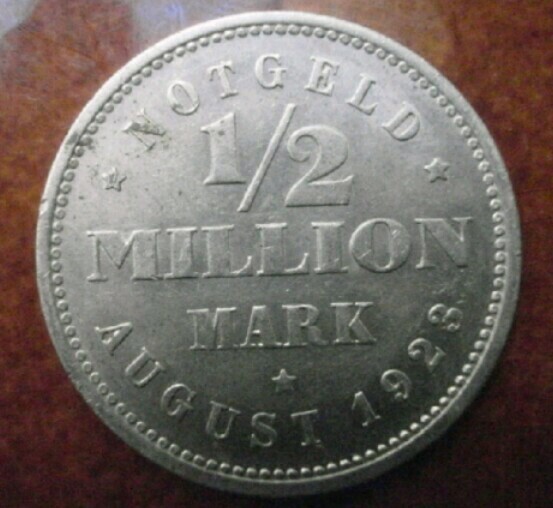 NOTGELD
1/2
MILLION
MARK
AUGUST 1923